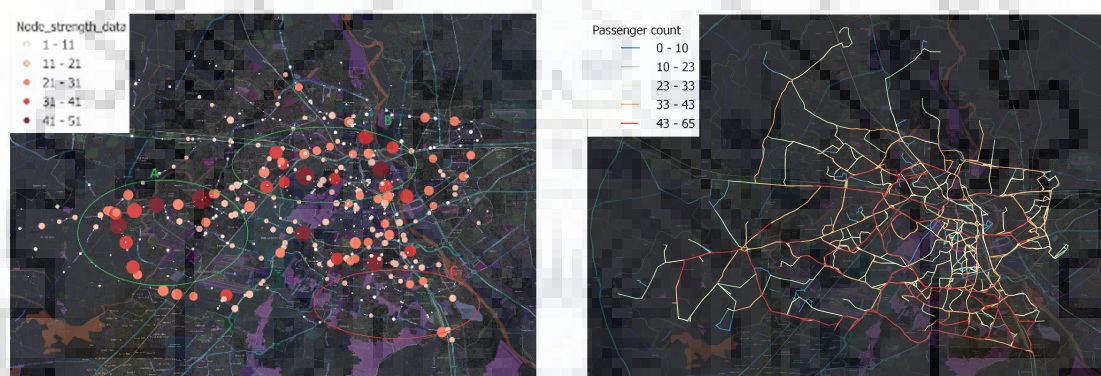 Node_strength_data
1 - 11
11 - 21
21 - 31
31 - 41
41 - 51
A
B
C
Passenger count
0 - 10
10 - 23
23 - 33
33 - 43
43 - 65